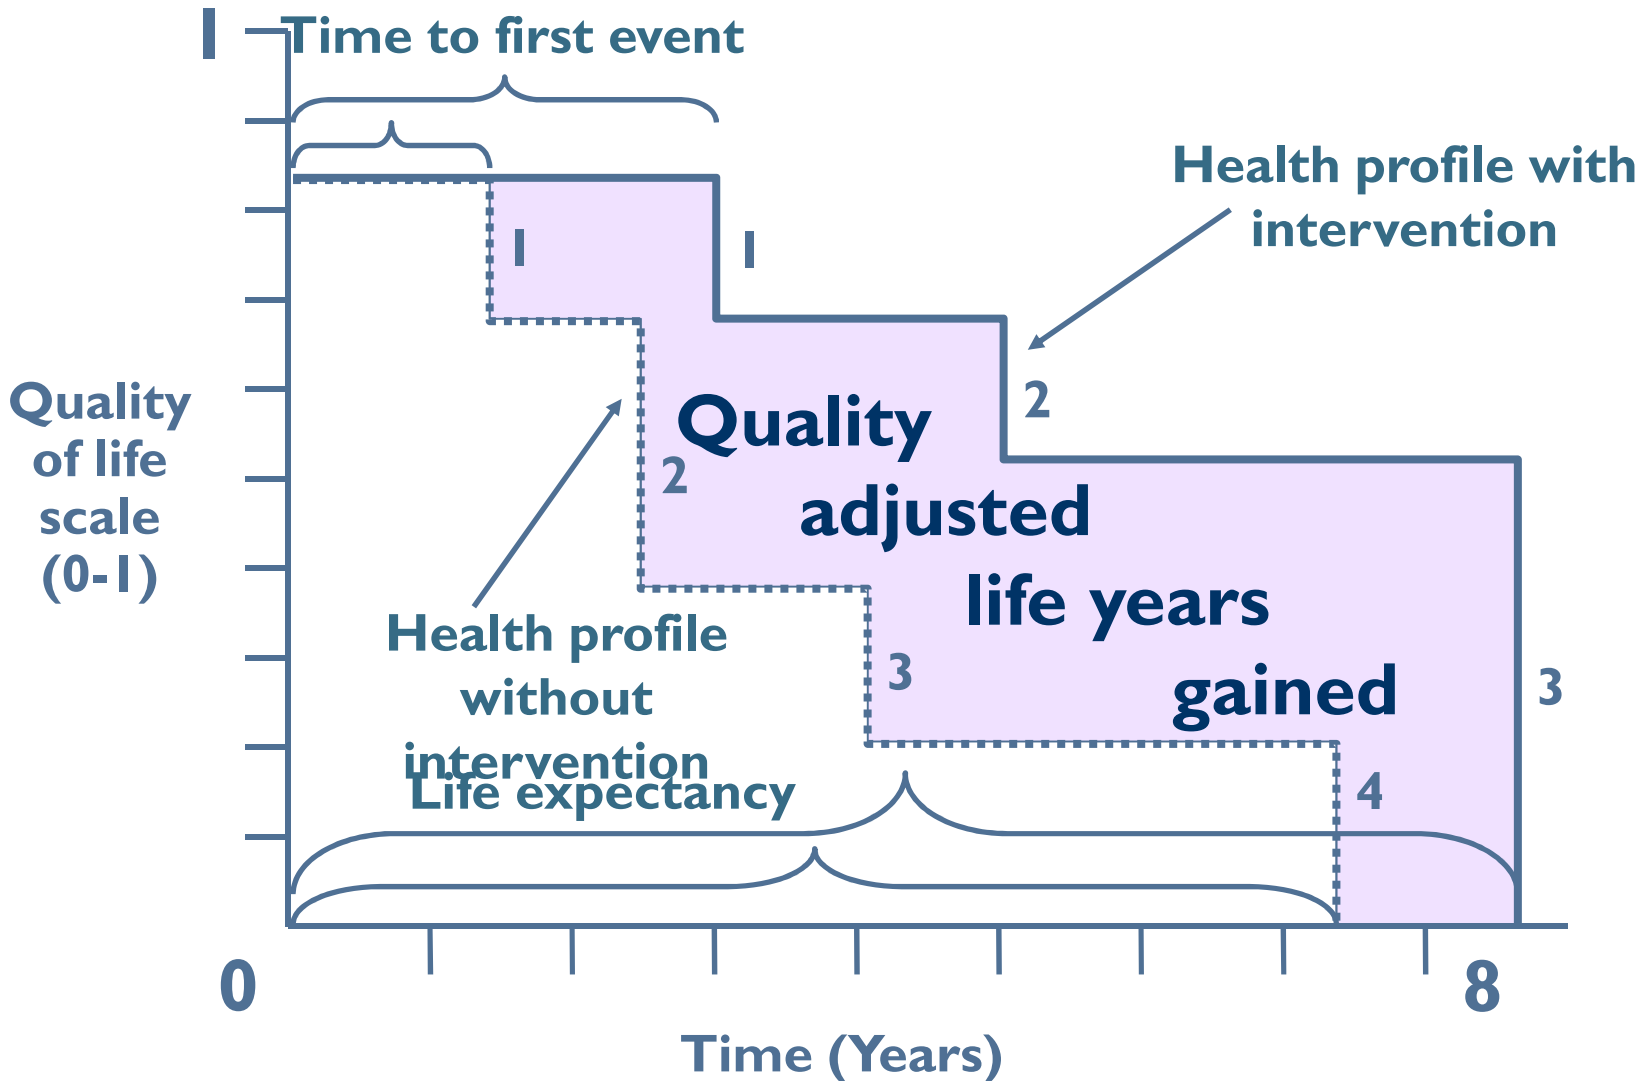 1
Time to first event
Health profile with
intervention
1
1
Quality
of life
scale
(0-1)
2
Quality
2
adjusted
life years
gained
Health profile
without
intervention
3
3
Life expectancy
4
0
8
Time (Years)